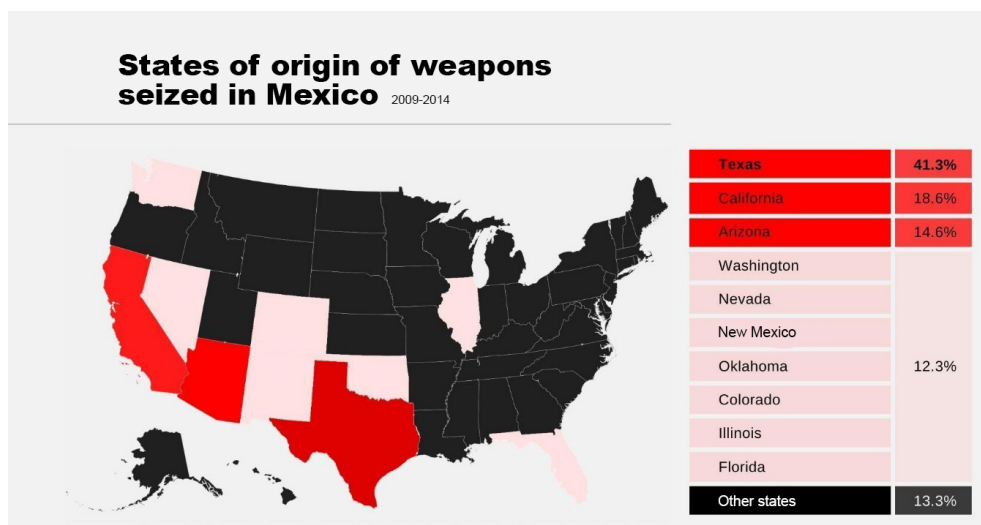 States of origin of weapons
seized in Mexico 2009-2014
Texas 41.3%
California 18.6%
Arizona 14.6%
Washington
Nevada
New Mexico
Oklahoma 12.3%
Colorado
Illinois
Florida
Other states 13.3%